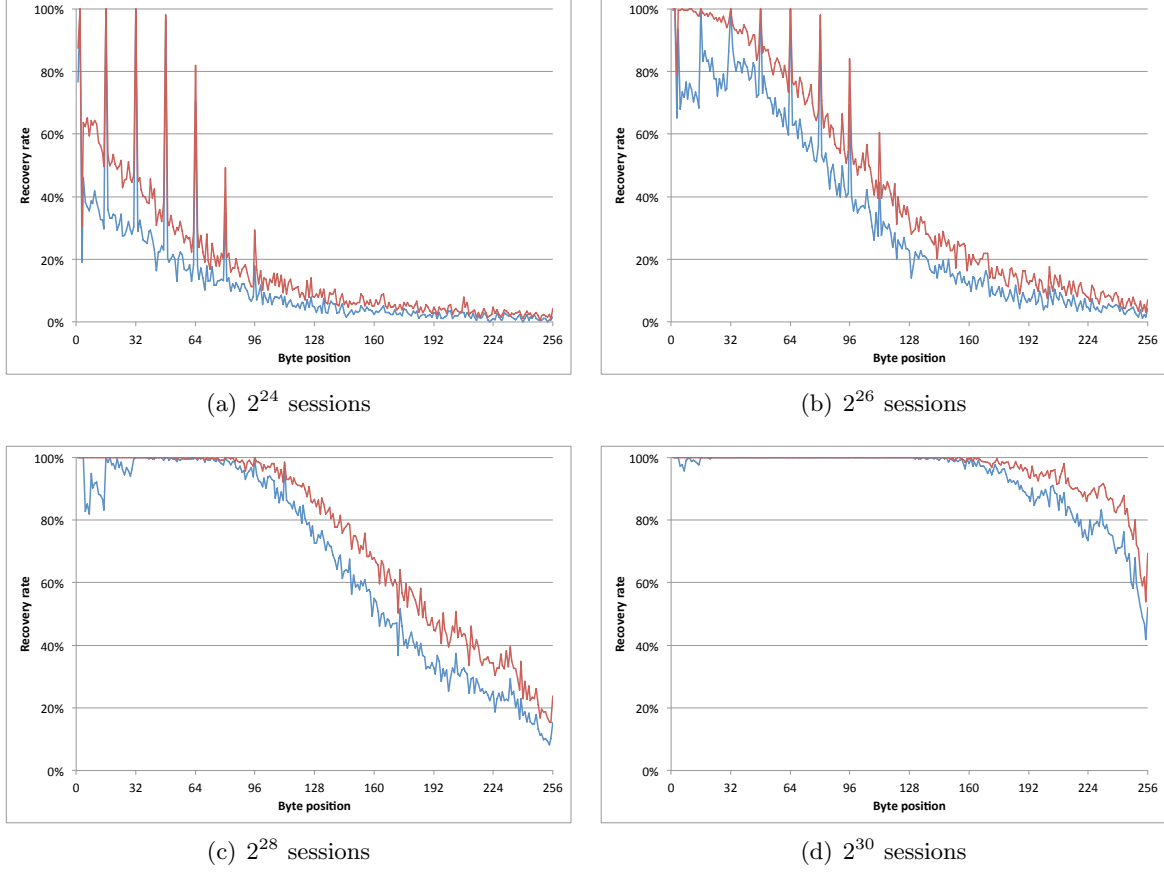 100%
80%
60%
40%
20%
0%
Recovery rate
0 32 64 96 128 160 192 224 256
Byte position
(a) 2^24 sessions
100%
80%
60%
40%
20%
0%
Recovery rate
0 32 64 96 128 160 192 224 256
Byte position
(b) 2^26 sessions
100%
80%
60%
40%
20%
0%
Recovery rate
0 32 64 96 128 160 192 224 256
Byte position
(c) 2^28 sessions
100%
80%
60%
40%
20%
0%
Recovery rate
0 32 64 96 128 160 192 224 256
Byte position
(d) 2^30 sessions